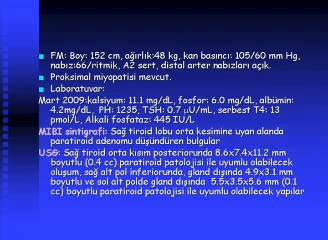 FM: Boy: 152 cm, ağırlık:48 kg, kan basıncı: 105/60 mm Hg,
nabız:66/ritmik, A2 sert, distal arter nabızları açık.
Proksimal miyopatisi mevcut.
Laboratuvar:
Mart 2009:kalsiyum: 11.1 mg/dL, fosfor: 6.0 mg/dL, albümin:
4.2mg/dL, PH: 1235, TSH: 0.7 µU/mL, serbest T4: 13
pmol/L, Alkali fosfataz: 445 IU/L
MIBI sintigrafi: Sağ tiroid lobu orta kesimine uyan alanda
paratiroid adenomu düşündüren bulgular
USG: Sağ tiroid orta kısım posteriorunda 8.6x7.4x11.2 mm
boyutlu (0.4 cc) paratiroid patolojisi ile uyumlu olabilecek
oluşum, sağ alt pol inferiorunda, gland dışında 4.9x3.1 mm
boyutlu ve sol alt polde gland dışında 5.5x3.5x5.6 mm (0.1
cc) boyutlu paratiroid patolojisi ile uyumlu olabilecek yapılar